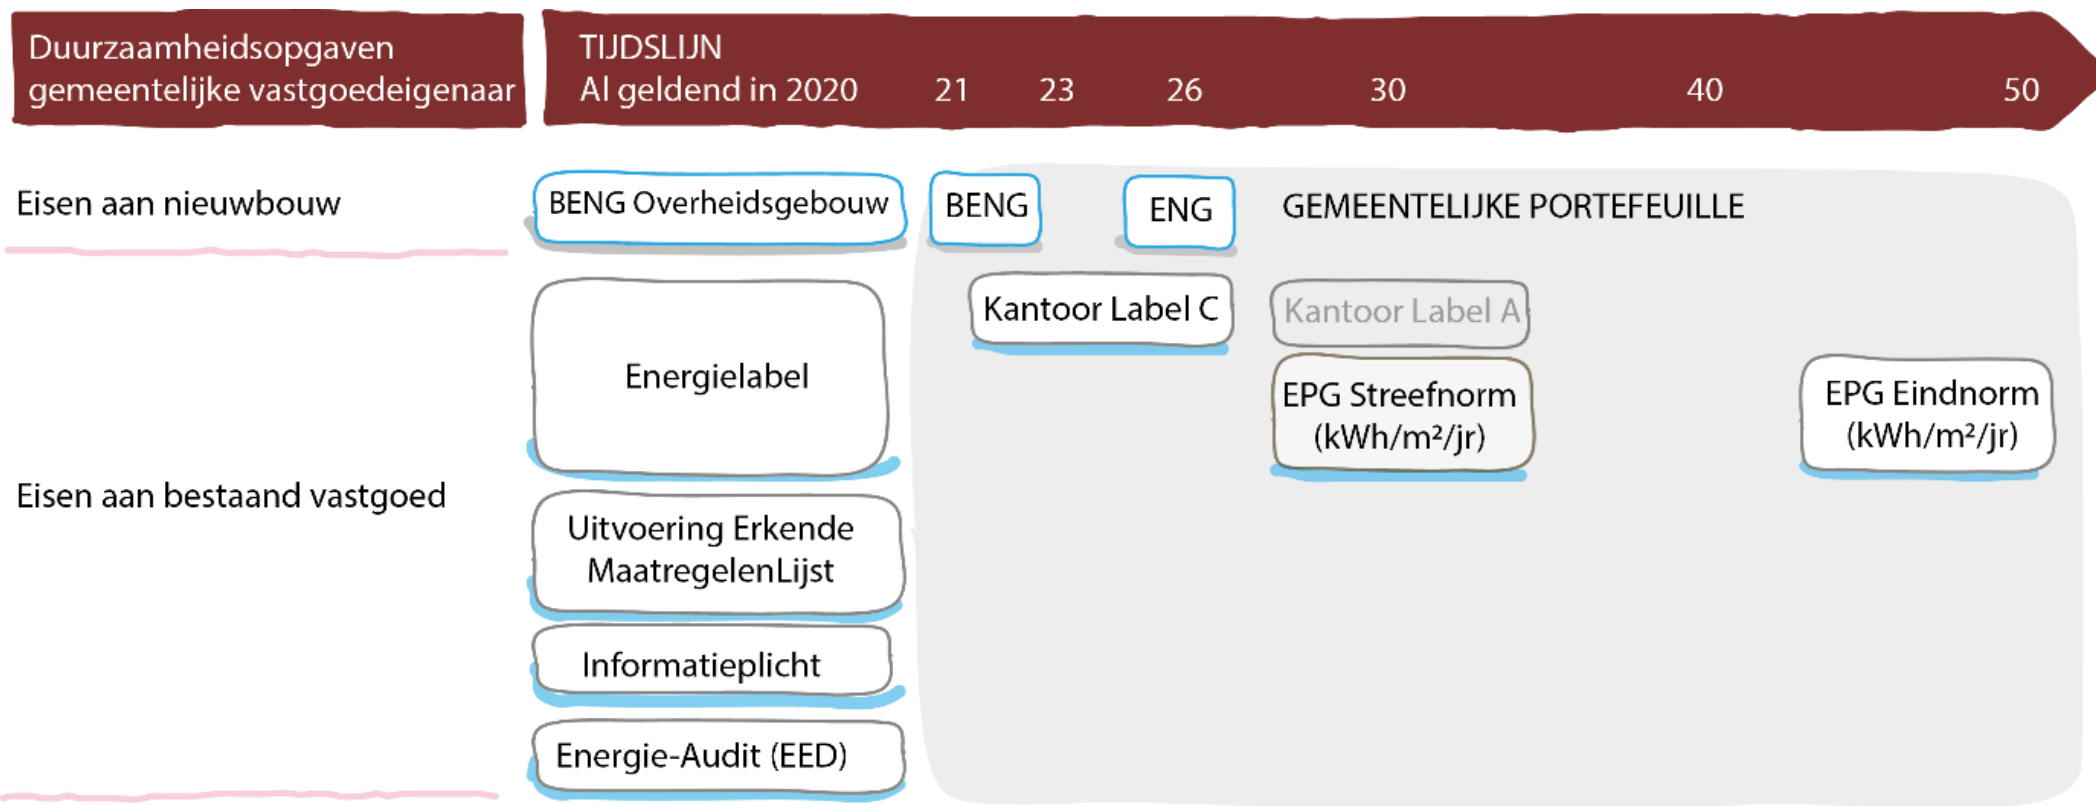 Duurzaamheidsopgaven
gemeentelijke vastgoedeigenaar
TIJDSLIJN
Al geldend in 2020 21 23 26 30 40 50
Eisen aan nieuwbouw
BENG Overheidsgebouw
BENG
ENG
GEMEENTELIJKE PORTEFEUILLE
Kantoor Label C
Kantoor Label A
Energielabel
EPG Streefnorm
(kWh/m²/jr)
EPG Eindnorm
(kWh/m²/jr)
Eisen aan bestaand vastgoed
Uitvoering Erkende
MaatregelenLijst
Informatieplicht
Energie-Audit (EED)